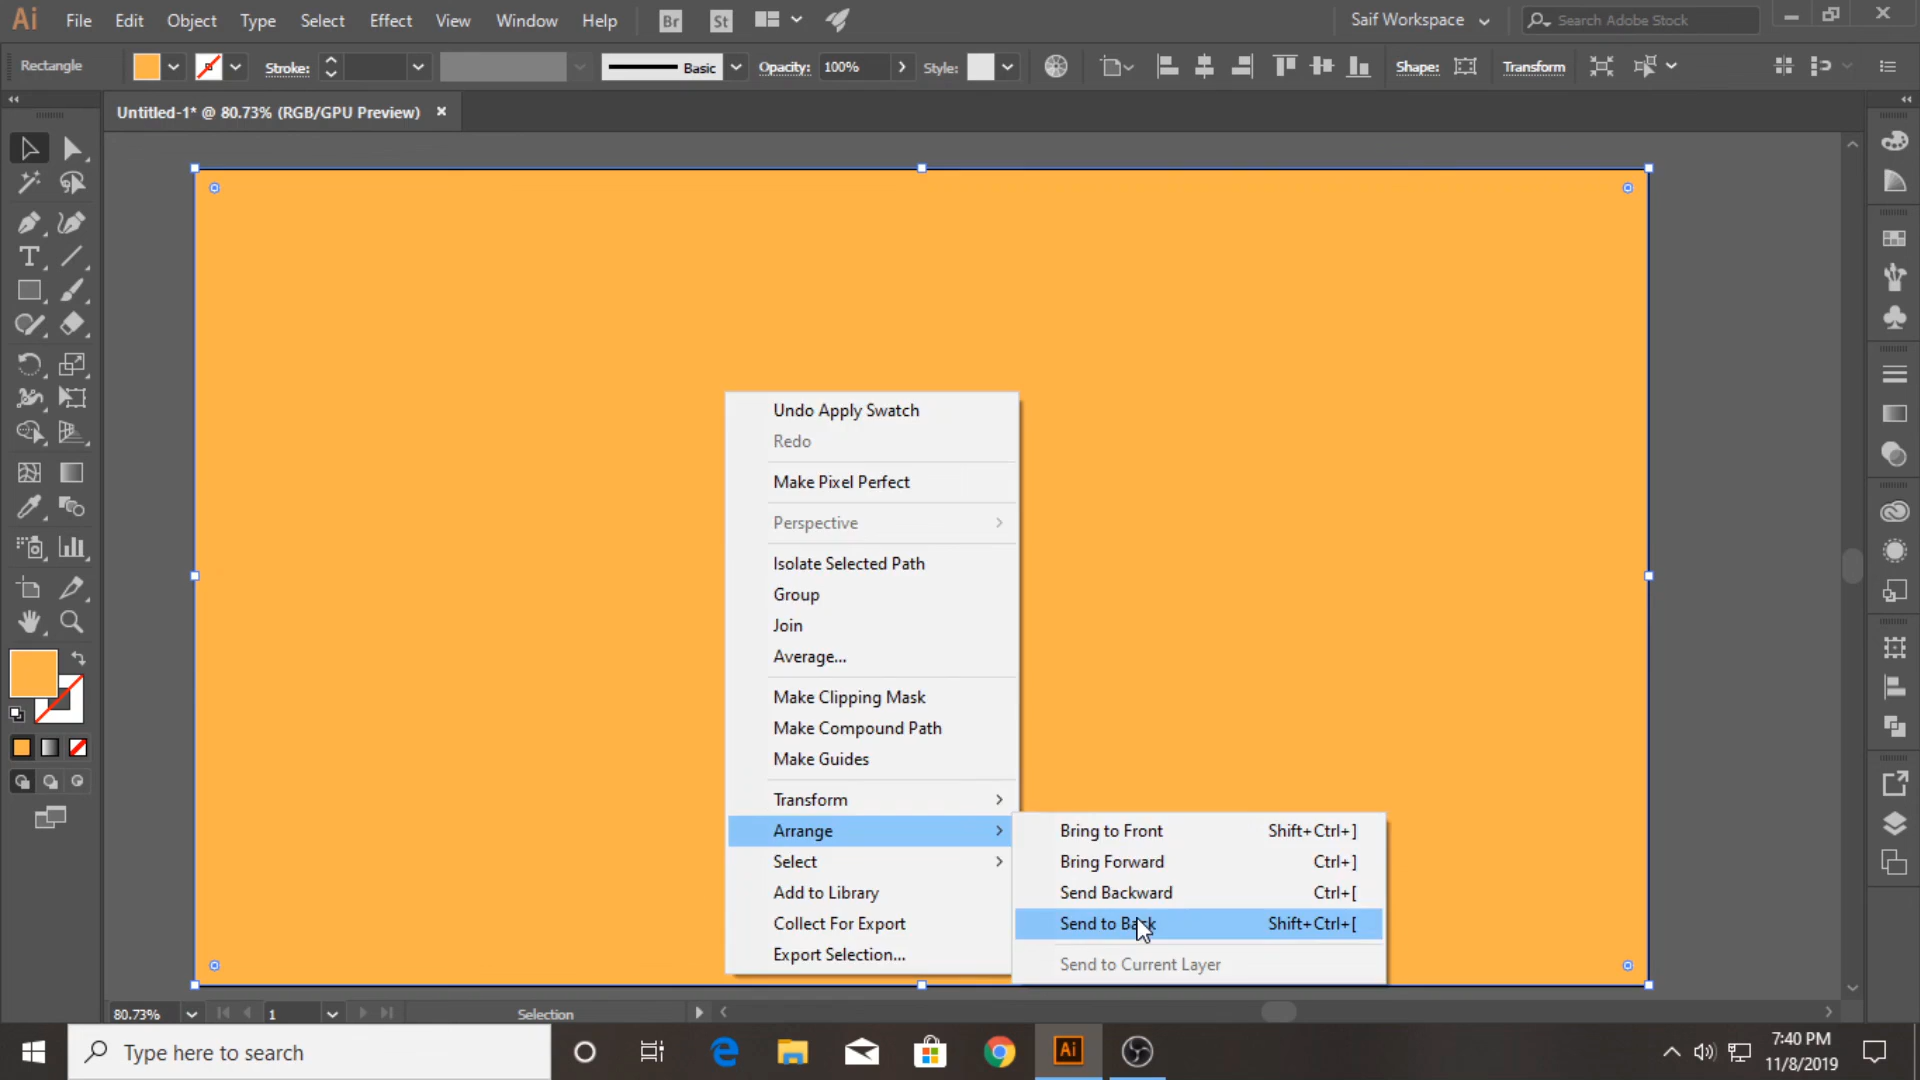 Ai File Edit Object Type Select Effect View Window Help Br St Saif Workspace Search Adobe Stock
Rectangle Stroke: Basic Opacity: 100% Style: Shape: Transform
Untitled-1* @ 80.73% (RGB/GPU Preview)
Undo Apply Swatch
Redo
Make Pixel Perfect
Perspective
Isolate Selected Path
Group
Join
Average...
Make Clipping Mask
Make Compound Path
Make Guides
Transform
Arrange
Select
Add to Library
Collect For Export
Export Selection...
Bring to Front Shift+Ctrl+]
Bring Forward Ctrl+]
Send Backward Ctrl+[
Send to Back Shift+Ctrl+[
Send to Current Layer
80.73% 1 Selection
Type here to search
Ai
7:40 PM
11/8/2019